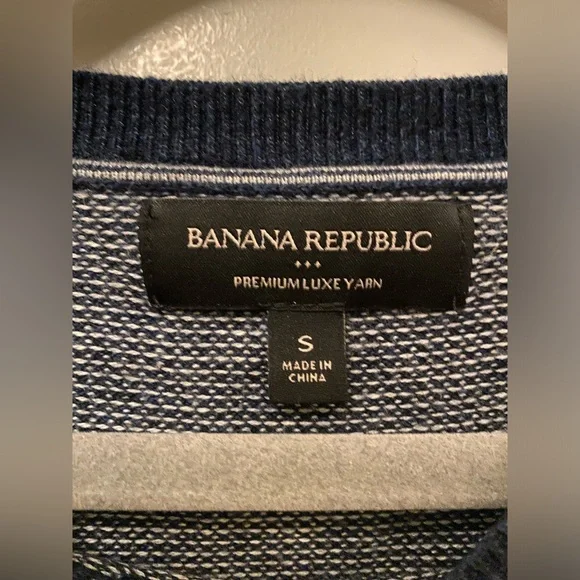 BANANA REPUBLIC
PREMIUM LUXE YARN
S
MADE IN
CHINA